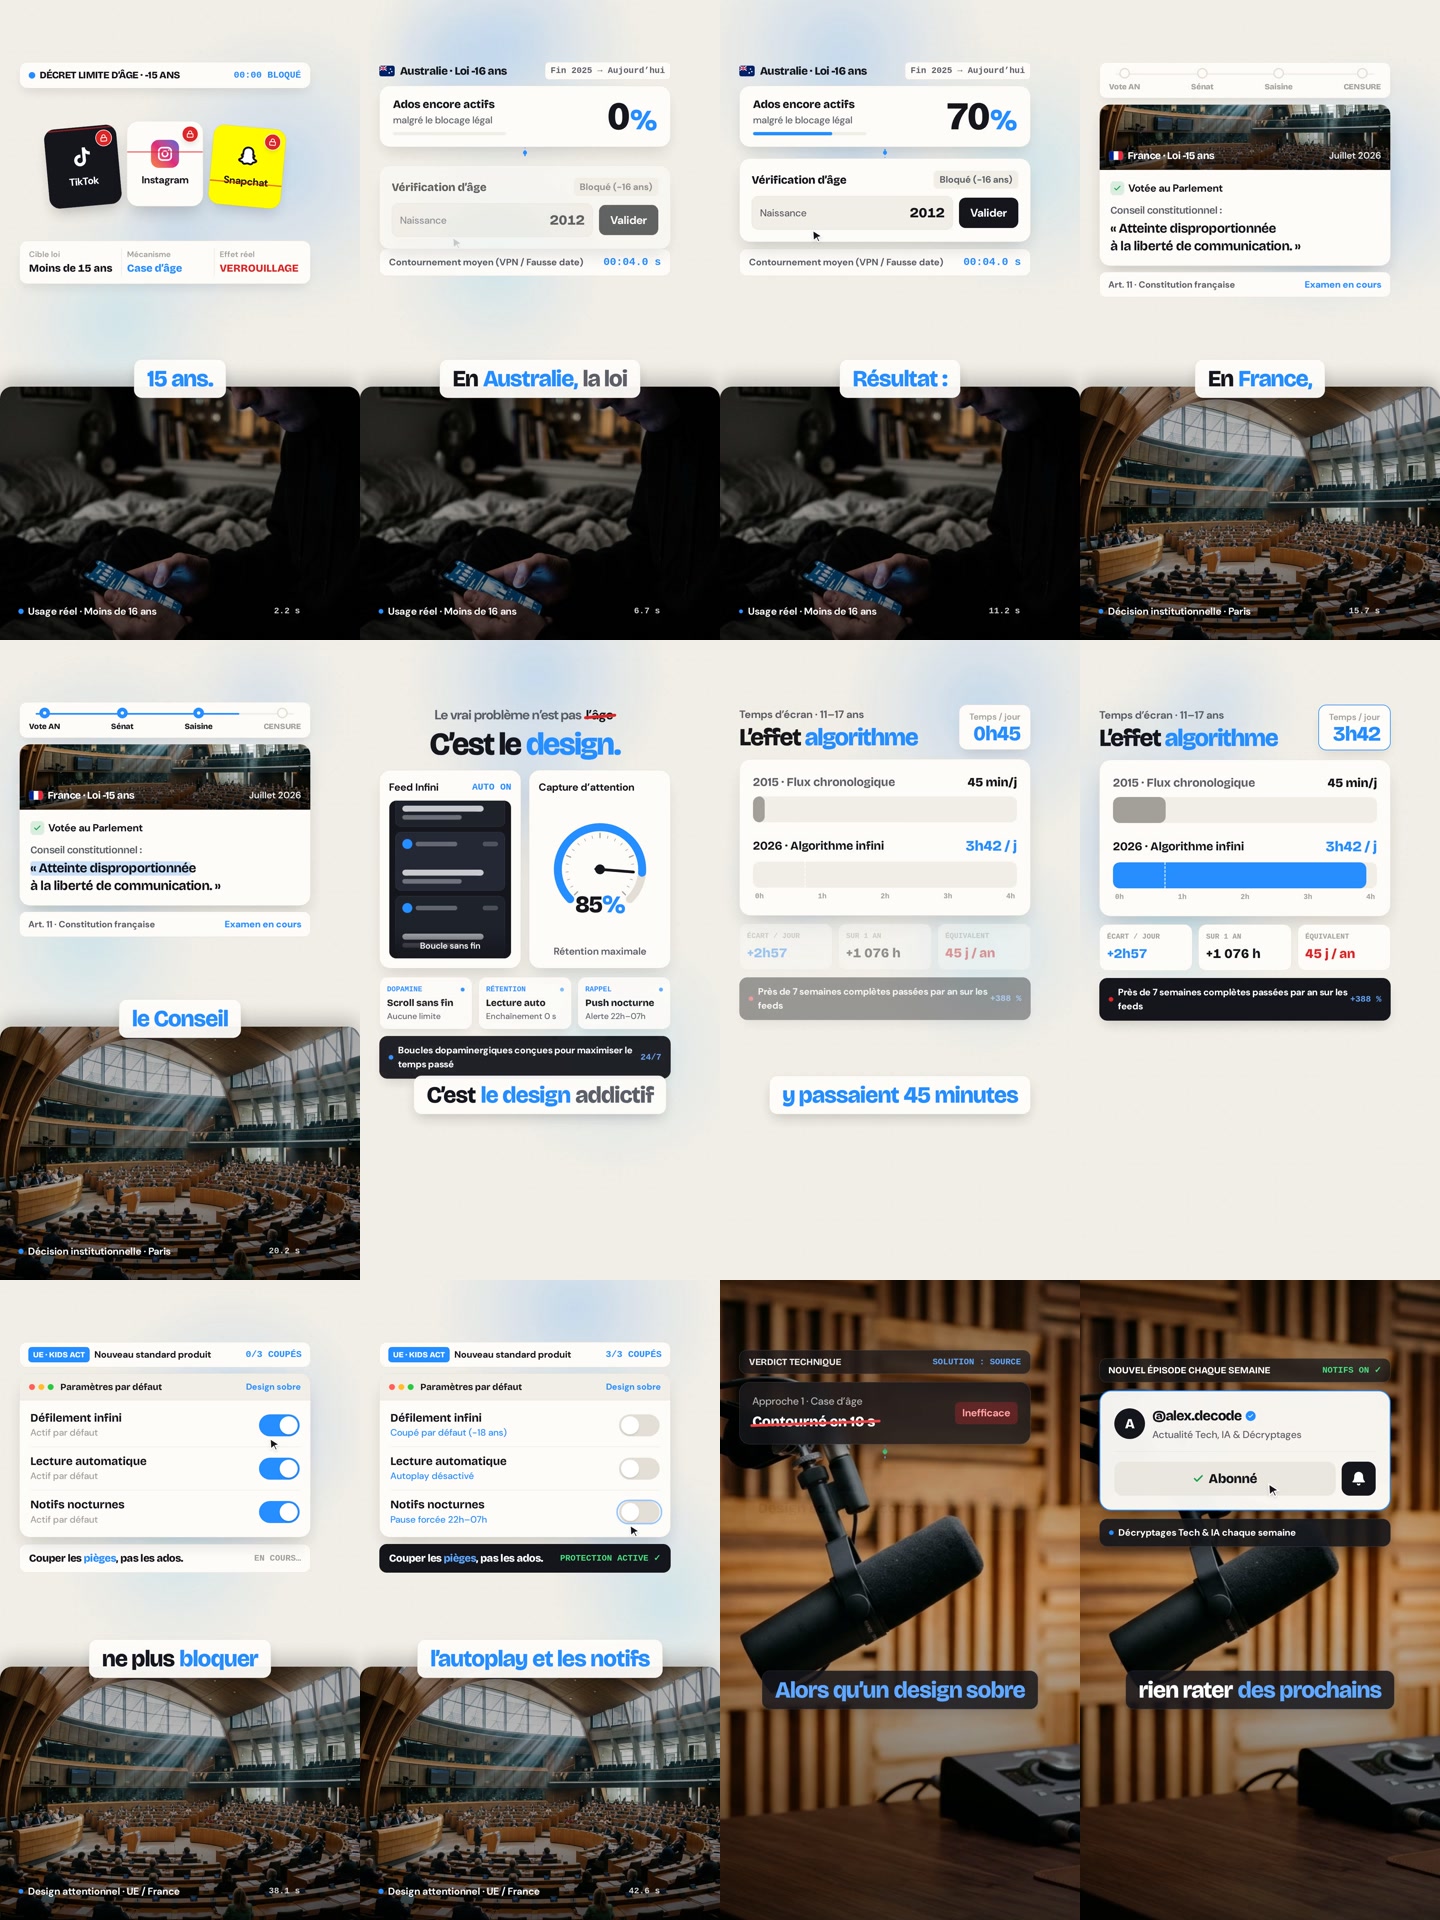 DÉCRET LIMITE D'ÂGE · -15 ANS
00:00 BLOQUÉ
TikTok
Instagram
Snapchat
Cible loi
Moins de 15 ans
Mécanisme
Case d'âge
Effet réel
VERROUILLAGE
15 ans.
Usage réel · Moins de 16 ans
2.2 s
Australie · Loi -16 ans
Fin 2025 → Aujourd'hui
Ados encore actifs
malgré le blocage légal
0%
Vérification d'âge
Bloqué (-16 ans)
Naissance
2012
Valider
Contournement moyen (VPN / Fausse date)
00:04.0 s
En Australie, la loi
Usage réel · Moins de 16 ans
6.7 s
Australie · Loi -16 ans
Fin 2025 → Aujourd'hui
Ados encore actifs
malgré le blocage légal
70%
Vérification d'âge
Bloqué (-16 ans)
Naissance
2012
Valider
Contournement moyen (VPN / Fausse date)
00:04.0 s
Résultat :
Usage réel · Moins de 16 ans
11.2 s
Vote AN
Sénat
Saisine
CENSURE
France · Loi -15 ans
Juillet 2026
Votée au Parlement
Conseil constitutionnel :
« Atteinte disproportionnée
à la liberté de communication. »
Art. 11 · Constitution française
Examen en cours
En France,
Décision institutionnelle · Paris
15.7 s
Vote AN
Sénat
Saisine
CENSURE
France · Loi -15 ans
Juillet 2026
Votée au Parlement
Conseil constitutionnel :
« Atteinte disproportionnée
à la liberté de communication. »
Art. 11 · Constitution française
Examen en cours
le Conseil
Décision institutionnelle · Paris
20.2 s
Le vrai problème n'est pas l'âge
C'est le design.
Feed Infini
AUTO ON
Boucle sans fin
Capture d'attention
85%
Rétention maximale
DOPAMINE
Scroll sans fin
Aucune limite
RÉTENTION
Lecture auto
Enchaînement 0 s
RAPPEL
Push nocturne
Alerte 22h-07h
Boucles dopaminergiques conçues pour maximiser le
temps passé
24/7
C'est le design addictif
Temps d'écran · 11-17 ans
L'effet algorithme
Temps / jour
0h45
2015 · Flux chronologique
45 min/j
2026 · Algorithme infini
3h42 / j
0h
1h
2h
3h
4h
ÉCART / JOUR
+2h57
SUR 1 AN
+1 076 h
ÉQUIVALENT
45 j / an
Près de 7 semaines complètes passées par an sur les
feeds
+388 %
y passaient 45 minutes
Temps d'écran · 11-17 ans
L'effet algorithme
Temps / jour
3h42
2015 · Flux chronologique
45 min/j
2026 · Algorithme infini
3h42 / j
0h
1h
2h
3h
4h
ÉCART / JOUR
+2h57
SUR 1 AN
+1 076 h
ÉQUIVALENT
45 j / an
Près de 7 semaines complètes passées par an sur les
feeds
+388 %
UE · KIDS ACT
Nouveau standard produit
0/3 COUPÉS
Paramètres par défaut
Design sobre
Défilement infini
Actif par défaut
Lecture automatique
Actif par défaut
Notifs nocturnes
Actif par défaut
Couper les pièges, pas les ados.
EN COURS…
ne plus bloquer
Design attentionnel · UE / France
38.1 s
UE · KIDS ACT
Nouveau standard produit
3/3 COUPÉS
Paramètres par défaut
Design sobre
Défilement infini
Coupé par défaut (-18 ans)
Lecture automatique
Autoplay désactivé
Notifs nocturnes
Pause forcée 22h-07h
Couper les pièges, pas les ados.
PROTECTION ACTIVE ✓
l'autoplay et les notifs
Design attentionnel · UE / France
42.6 s
VERDICT TECHNIQUE
SOLUTION : SOURCE
Approche 1 · Case d'âge
Contourné en 10 s
Inefficace
Alors qu'un design sobre
NOUVEL ÉPISODE CHAQUE SEMAINE
NOTIFS ON ✓
A
@alex.decode
Actualité Tech, IA & Décryptages
Abonné
Décryptages Tech & IA chaque semaine
rien rater des prochains